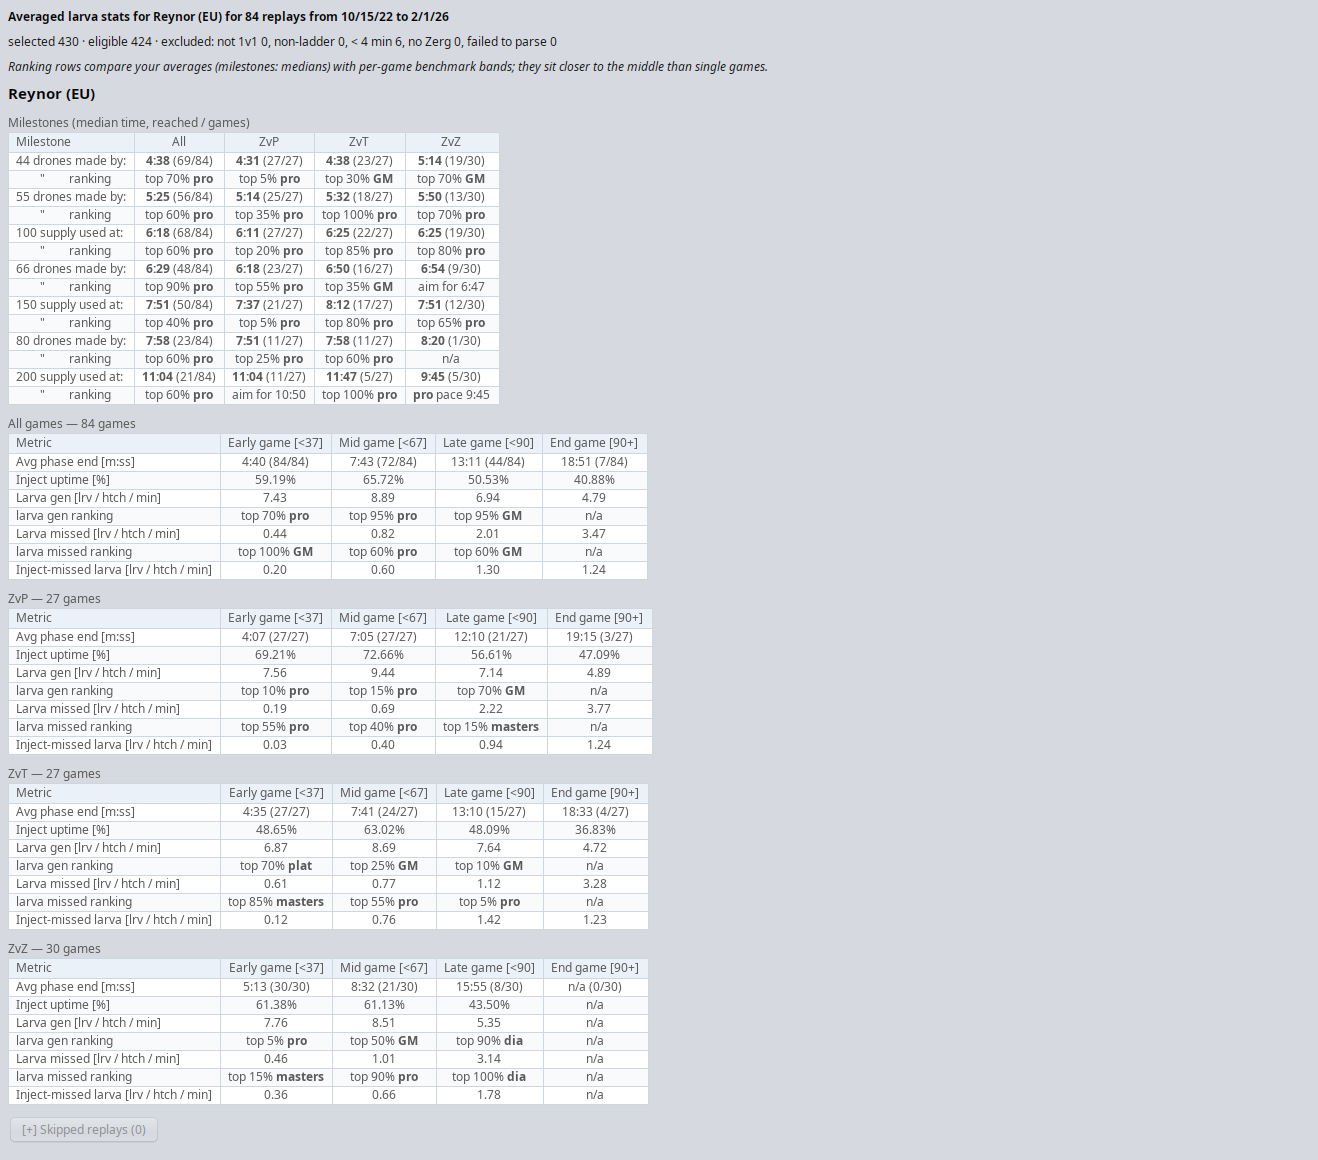 Averaged larva stats for Reynor (EU) for 84 replays from 10/15/22 to 2/1/26
selected 430 · eligible 424 · excluded: not 1v1 0, non-ladder 0, < 4 min 6, no Zerg 0, failed to parse 0
Ranking rows compare your averages (milestones: medians) with per-game benchmark bands; they sit closer to the middle than single games.
Reynor (EU)
Milestones (median time, reached / games)
Milestone All ZvP ZvT ZvZ
44 drones made by: 4:38 (69/84) 4:31 (27/27) 4:38 (23/27) 5:14 (19/30)
" ranking top 70% pro top 5% pro top 30% GM top 70% GM
55 drones made by: 5:25 (56/84) 5:14 (25/27) 5:32 (18/27) 5:50 (13/30)
" ranking top 60% pro top 35% pro top 100% pro top 70% pro
100 supply used at: 6:18 (68/84) 6:11 (27/27) 6:25 (22/27) 6:25 (19/30)
" ranking top 60% pro top 20% pro top 85% pro top 80% pro
66 drones made by: 6:29 (48/84) 6:18 (23/27) 6:50 (16/27) 6:54 (9/30)
" ranking top 90% pro top 55% pro top 35% GM aim for 6:47
150 supply used at: 7:51 (50/84) 7:37 (21/27) 8:12 (17/27) 7:51 (12/30)
" ranking top 40% pro top 5% pro top 80% pro top 65% pro
80 drones made by: 7:58 (23/84) 7:51 (11/27) 7:58 (11/27) 8:20 (1/30)
" ranking top 60% pro top 25% pro top 60% pro n/a
200 supply used at: 11:04 (21/84) 11:04 (11/27) 11:47 (5/27) 9:45 (5/30)
" ranking top 60% pro aim for 10:50 top 100% pro pro pace 9:45
All games — 84 games
Metric Early game [<37] Mid game [<67] Late game [<90] End game [90+]
Avg phase end [m:ss] 4:40 (84/84) 7:43 (72/84) 13:11 (44/84) 18:51 (7/84)
Inject uptime [%] 59.19% 65.72% 50.53% 40.88%
Larva gen [lrv / htch / min] 7.43 8.89 6.94 4.79
larva gen ranking top 70% pro top 95% pro top 95% GM n/a
Larva missed [lrv / htch / min] 0.44 0.82 2.01 3.47
larva missed ranking top 100% GM top 60% pro top 60% GM n/a
Inject-missed larva [lrv / htch / min] 0.20 0.60 1.30 1.24
ZvP — 27 games
Metric Early game [<37] Mid game [<67] Late game [<90] End game [90+]
Avg phase end [m:ss] 4:07 (27/27) 7:05 (27/27) 12:10 (21/27) 19:15 (3/27)
Inject uptime [%] 69.21% 72.66% 56.61% 47.09%
Larva gen [lrv / htch / min] 7.56 9.44 7.14 4.89
larva gen ranking top 10% pro top 15% pro top 70% GM n/a
Larva missed [lrv / htch / min] 0.19 0.69 2.22 3.77
larva missed ranking top 55% pro top 40% pro top 15% masters n/a
Inject-missed larva [lrv / htch / min] 0.03 0.40 0.94 1.24
ZvT — 27 games
Metric Early game [<37] Mid game [<67] Late game [<90] End game [90+]
Avg phase end [m:ss] 4:35 (27/27) 7:41 (24/27) 13:10 (15/27) 18:33 (4/27)
Inject uptime [%] 48.65% 63.02% 48.09% 36.83%
Larva gen [lrv / htch / min] 6.87 8.69 7.64 4.72
larva gen ranking top 70% plat top 25% GM top 10% GM n/a
Larva missed [lrv / htch / min] 0.61 0.77 1.12 3.28
larva missed ranking top 85% masters top 55% pro top 5% pro n/a
Inject-missed larva [lrv / htch / min] 0.12 0.76 1.42 1.23
ZvZ — 30 games
Metric Early game [<37] Mid game [<67] Late game [<90] End game [90+]
Avg phase end [m:ss] 5:13 (30/30) 8:32 (21/30) 15:55 (8/30) n/a (0/30)
Inject uptime [%] 61.38% 61.13% 43.50% n/a
Larva gen [lrv / htch / min] 7.76 8.51 5.35 n/a
larva gen ranking top 5% pro top 50% GM top 90% dia n/a
Larva missed [lrv / htch / min] 0.46 1.01 3.14 n/a
larva missed ranking top 15% masters top 90% pro top 100% dia n/a
Inject-missed larva [lrv / htch / min] 0.36 0.66 1.78 n/a
[+] Skipped replays (0)